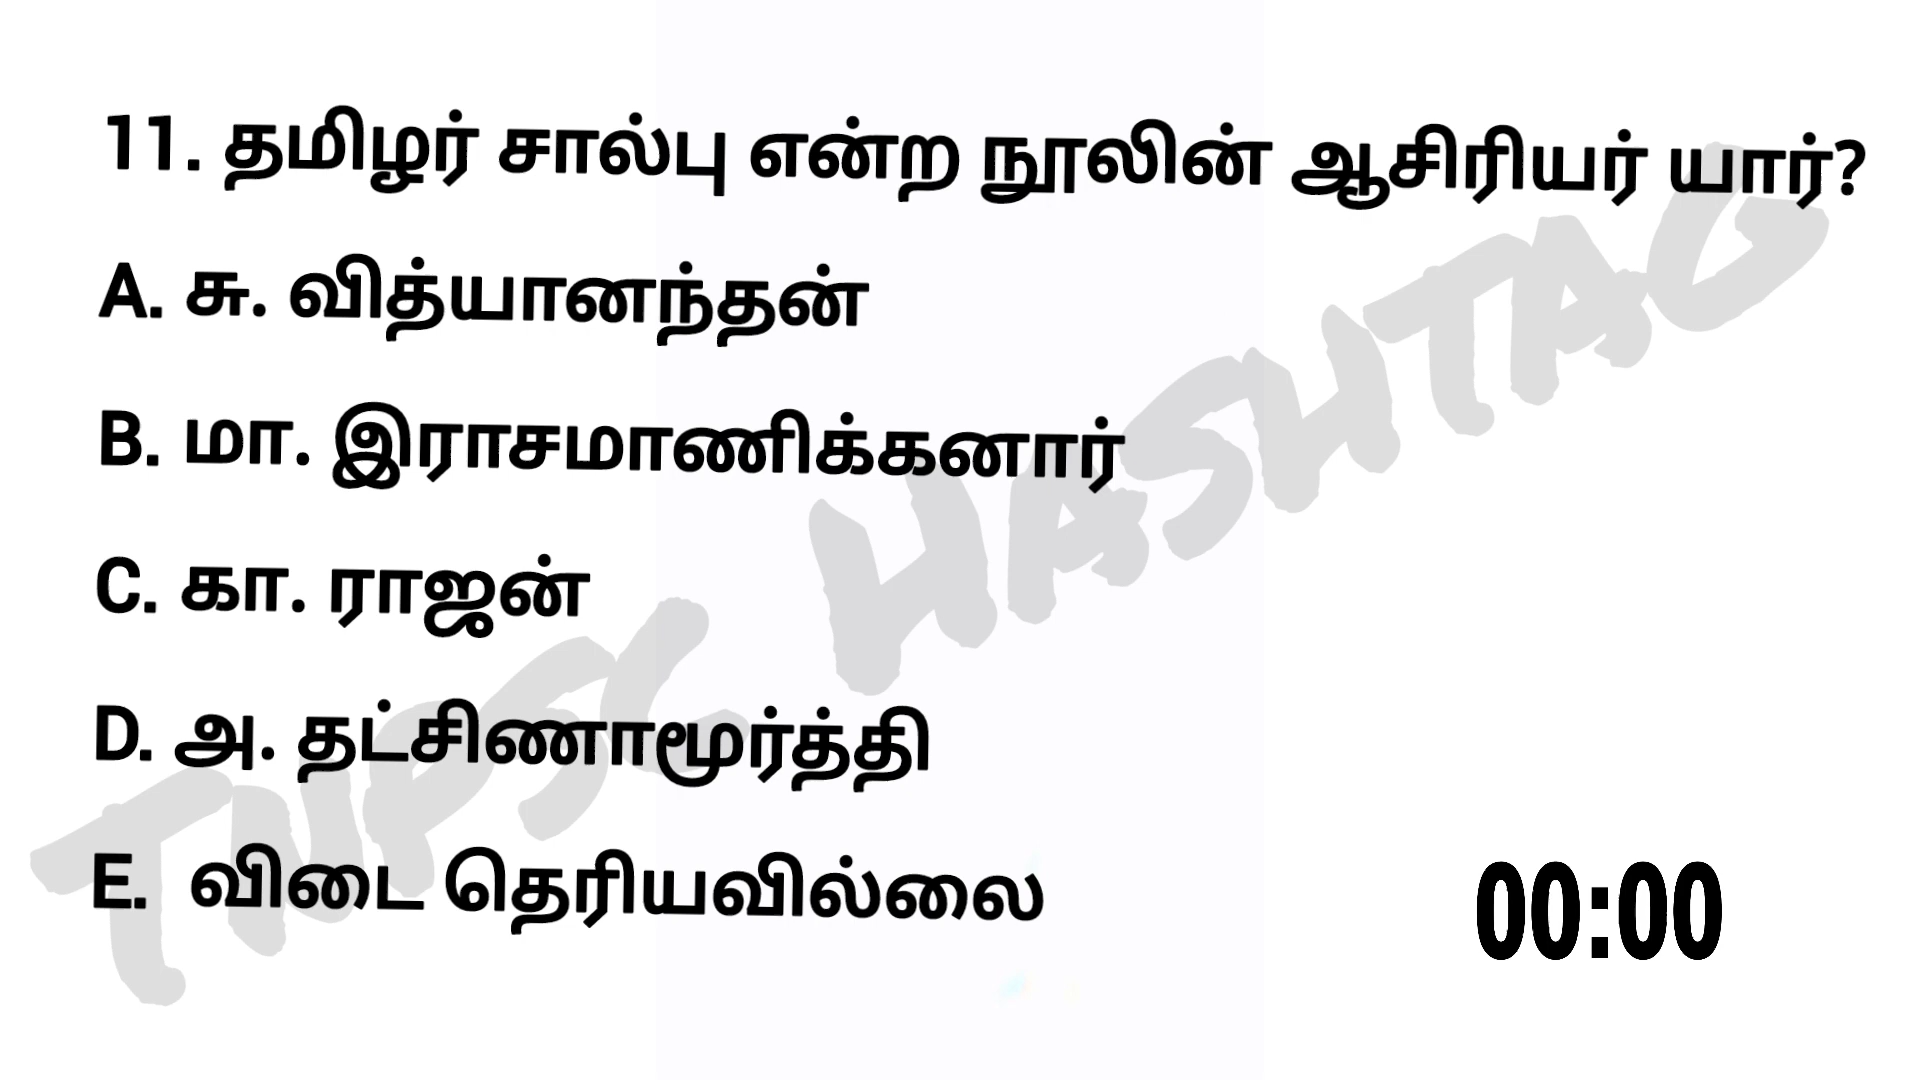 11. தமிழர் சால்பு என்ற நூலின் ஆசிரியர் யார்?
A. சு. வித்யானந்தன்
B. மா. இராசமாணிக்கனார்
C. கா. ராஜன்
D. அ. தட்சிணாமூர்த்தி
E. விடை தெரியவில்லை
00:00
TNPSC HASHTAG